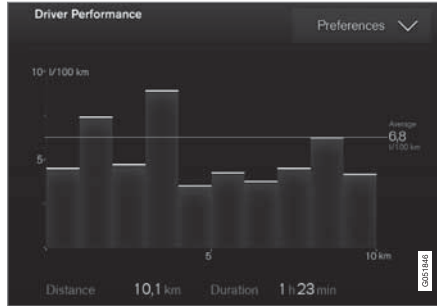 Driver Performance
Preferences
10 l/100 km
Average
6,8
l/100 km
5
5
10 km
Distance 10,1 km Duration 1 h 23 min
G051846